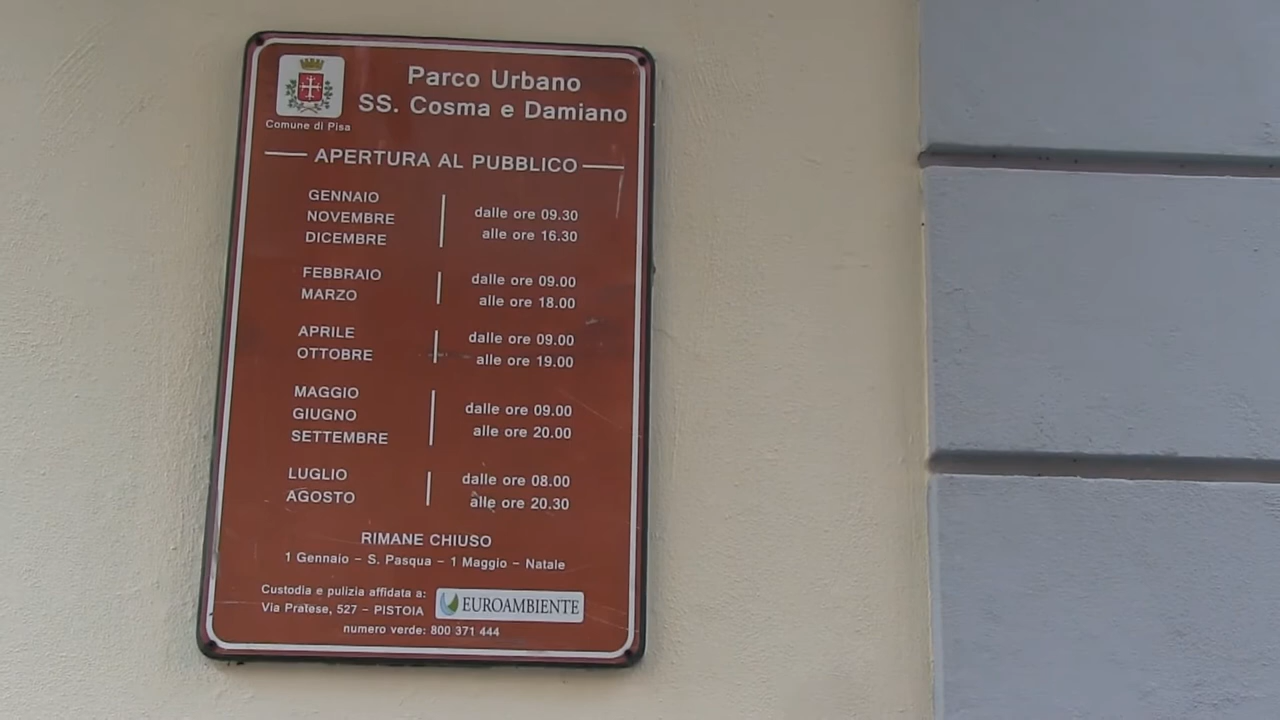 Parco Urbano
SS. Cosma e Damiano
Comune di Pisa
APERTURA AL PUBBLICO
GENNAIO
NOVEMBRE
DICEMBRE
dalle ore 09.30
alle ore 16.30
FEBBRAIO
MARZO
dalle ore 09.00
alle ore 18.00
APRILE
OTTOBRE
dalle ore 09.00
alle ore 19.00
MAGGIO
GIUGNO
SETTEMBRE
dalle ore 09.00
alle ore 20.00
LUGLIO
AGOSTO
dalle ore 08.00
alle ore 20.30
RIMANE CHIUSO
1 Gennaio – S. Pasqua – 1 Maggio – Natale
Custodia e pulizia affidata a:
Via Pratese, 527 – PISTOIA
EUROAMBIENTE
numero verde: 800 371 444